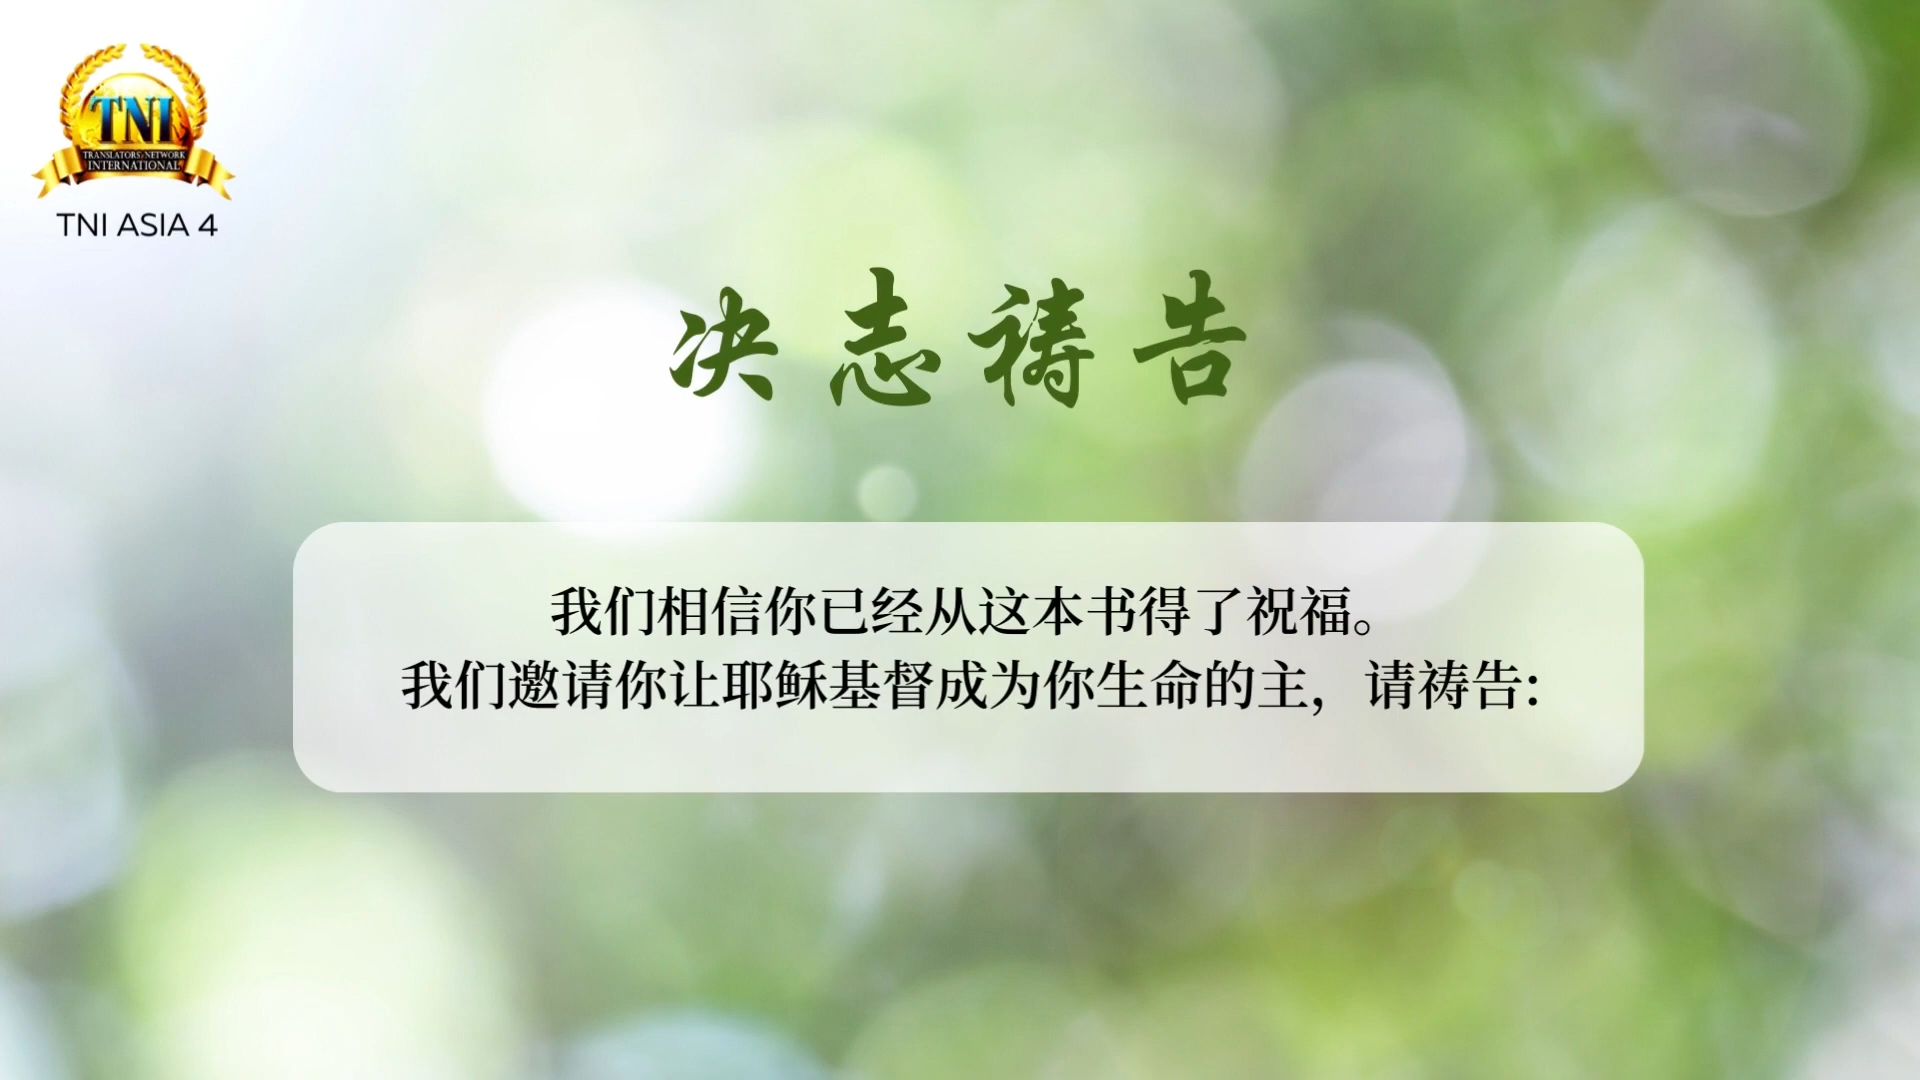 TNI
TRANSLATORS NETWORK
INTERNATIONAL
TNI ASIA 4
决志祷告
我们相信你已经从这本书得了祝福。
我们邀请你让耶稣基督成为你生命的主，请祷告：